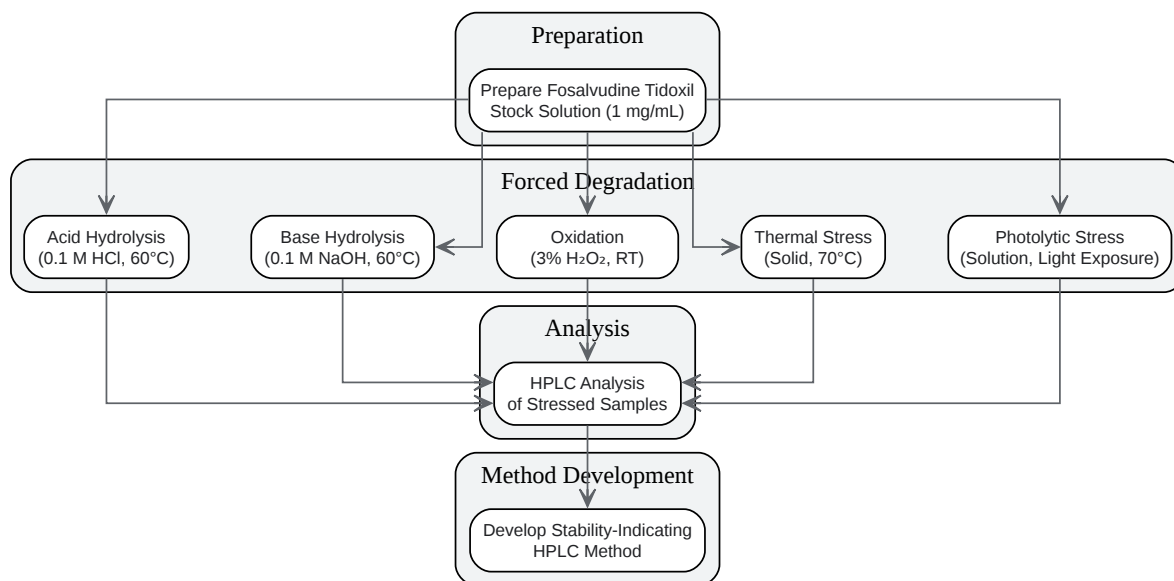 Preparation
Prepare Fosalvudine Tidoxil
Stock Solution (1 mg/mL)
Forced Degradation
Acid Hydrolysis
(0.1 M HCl, 60°C)
Base Hydrolysis
(0.1 M NaOH, 60°C)
Oxidation
(3% H₂O₂, RT)
Thermal Stress
(Solid, 70°C)
Photolytic Stress
(Solution, Light Exposure)
Analysis
HPLC Analysis
of Stressed Samples
Method Development
Develop Stability-Indicating
HPLC Method